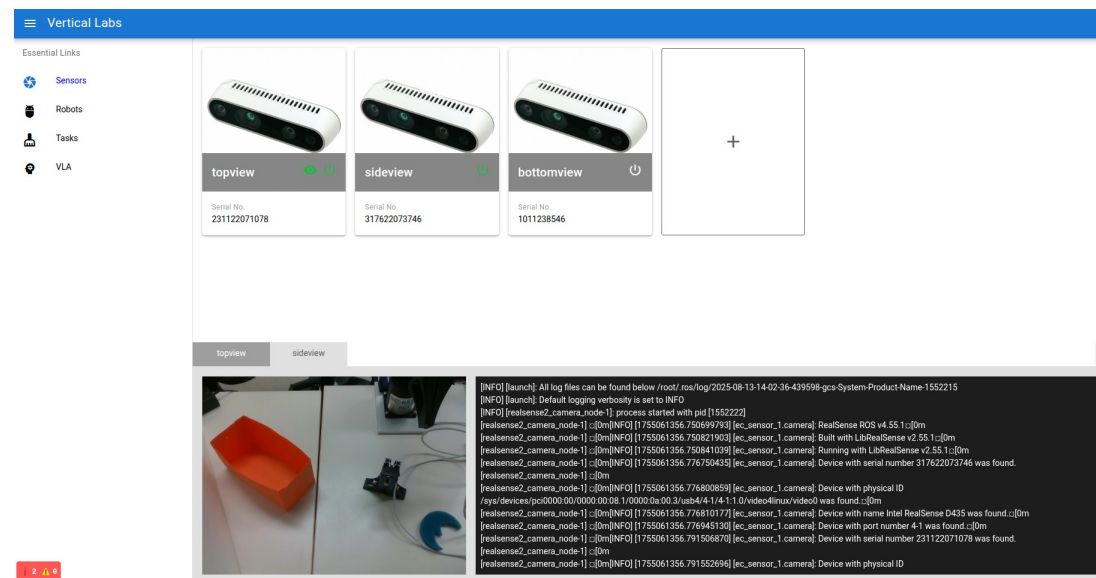 Vertical Labs
Essential Links
Sensors
Robots
Tasks
VLA
topview
Serial No.
231122071078
sideview
Serial No.
317622073746
bottomview
Serial No.
1011238546
+
topview
sideview
[INFO] [launch]: All log files can be found below /root/.ros/log/2025-08-13-14-02-36-439598-gcs-System-Product-Name-1552215
[INFO] [launch]: Default logging verbosity is set to INFO
[INFO] [realsense2_camera_node-1]: process started with pid [1552222]
[realsense2_camera_node-1] □[0m[INFO] [1755061356.750699793] [ec_sensor_1.camera]: RealSense ROS v4.55.1□[0m
[realsense2_camera_node-1] □[0m[INFO] [1755061356.750821903] [ec_sensor_1.camera]: Built with LibRealSense v2.55.1□[0m
[realsense2_camera_node-1] □[0m[INFO] [1755061356.750841039] [ec_sensor_1.camera]: Running with LibRealSense v2.55.1□[0m
[realsense2_camera_node-1] □[0m[INFO] [1755061356.776750435] [ec_sensor_1.camera]: Device with serial number 317622073746 was found.
[realsense2_camera_node-1] □[0m
[realsense2_camera_node-1] □[0m[INFO] [1755061356.776800859] [ec_sensor_1.camera]: Device with physical ID
/sys/devices/pci0000:00/0000:00:08.1/0000:0a:00.3/usb4/4-1/4-1:1.0/video4linux/video0 was found.□[0m
[realsense2_camera_node-1] □[0m[INFO] [1755061356.776810177] [ec_sensor_1.camera]: Device with name Intel RealSense D435 was found.□[0m
[realsense2_camera_node-1] □[0m[INFO] [1755061356.776945130] [ec_sensor_1.camera]: Device with port number 4-1 was found.□[0m
[realsense2_camera_node-1] □[0m[INFO] [1755061356.791506870] [ec_sensor_1.camera]: Device with serial number 231122071078 was found.
[realsense2_camera_node-1] □[0m
[realsense2_camera_node-1] □[0m[INFO] [1755061356.791552696] [ec_sensor_1.camera]: Device with physical ID
2 0